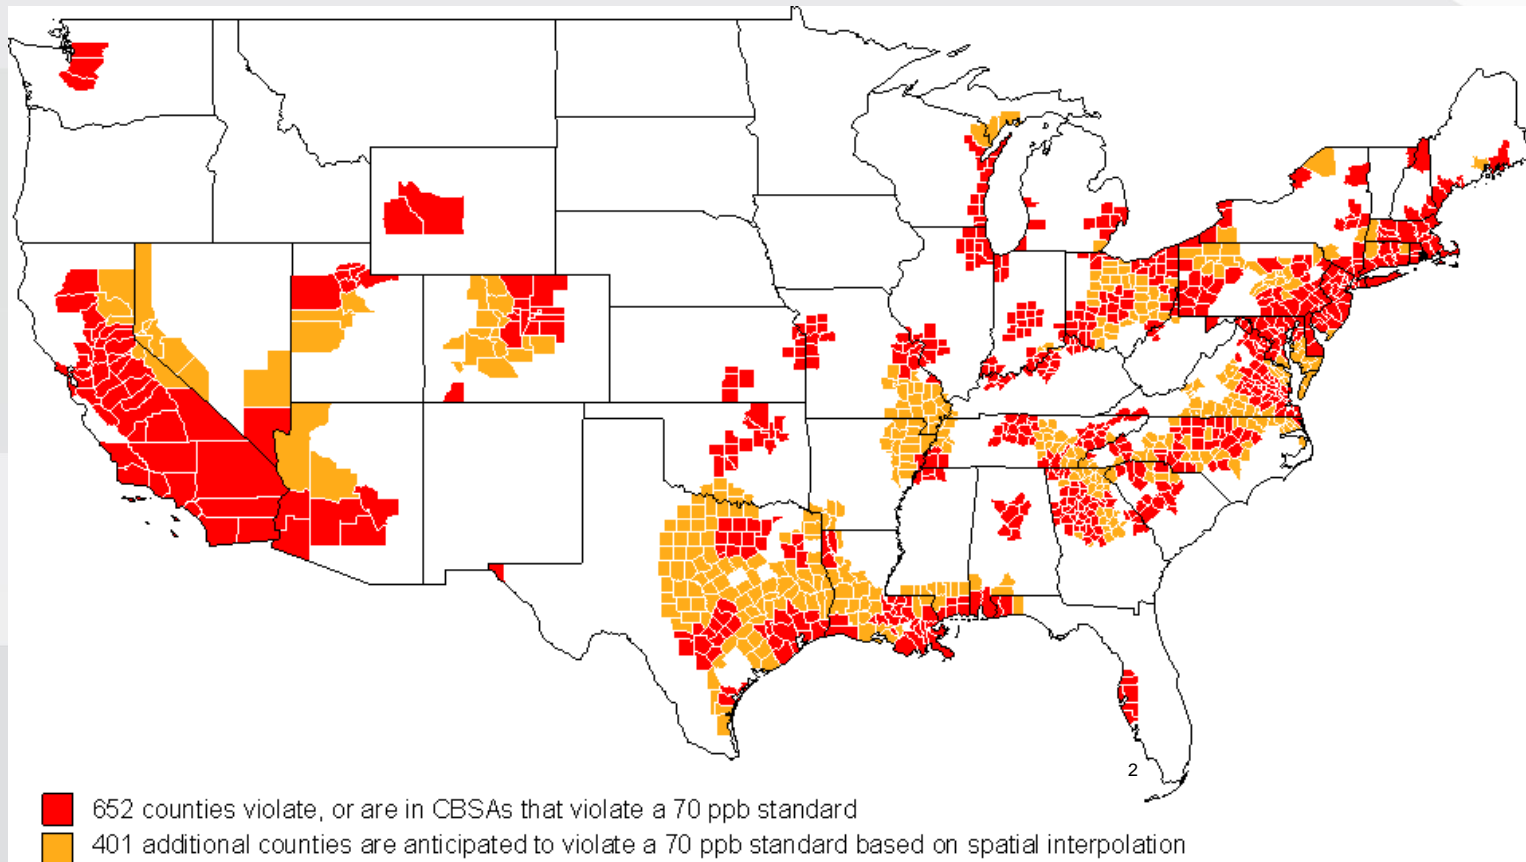 2
652 counties violate, or are in CBSAs that violate a 70 ppb standard
401 additional counties are anticipated to violate a 70 ppb standard based on spatial interpolation